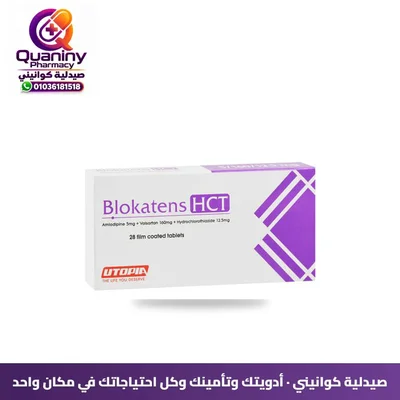 Quaniny
Pharmacy
صيدلية كوانيني
01036181518
Blokatens HCT
Amlodipine 5mg + Valsartan 160mg + Hydrochlorothiazide 12.5mg
28 film coated tablets
UTOPIA
THE LIFE YOU DESERVE
صيدلية كوانيني - أدويتك وتأمينك وكل احتياجاتك في مكان واحد